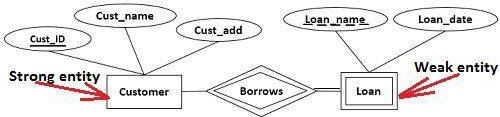 Cust_name
Loan_name
Loan_date
Cust_ID
Cust_add
Strong entity
Weak entity
Customer
Borrows
Loan